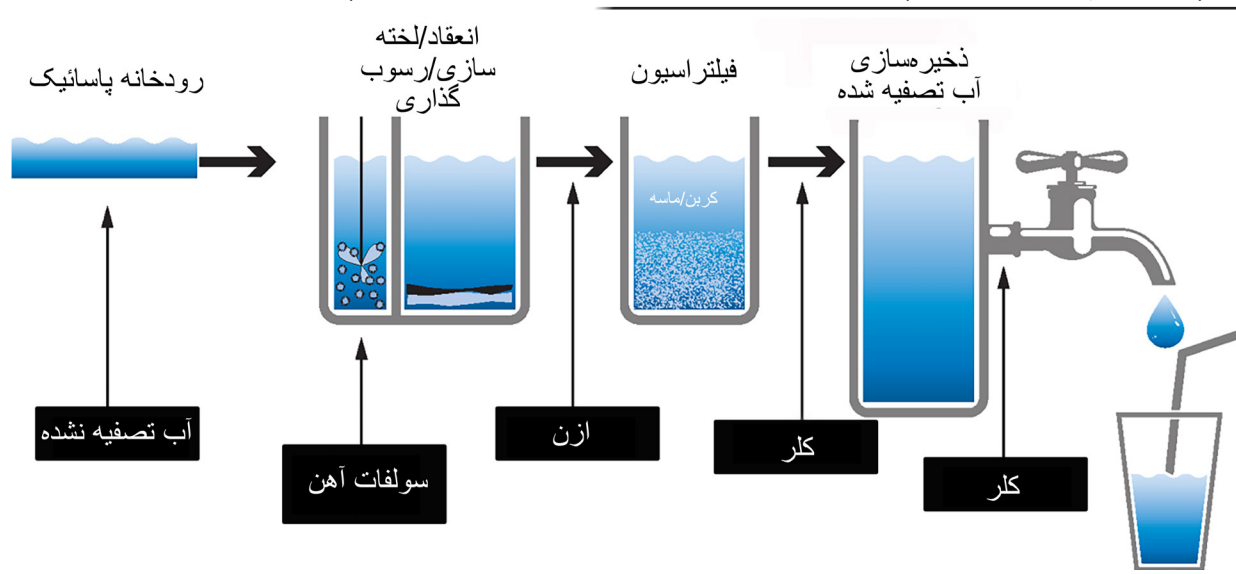 رودخانه پاسائیک
انعقاد/لخته
سازی/رسوب
گذاری
فیلتراسیون
ذخیره‌سازی
آب تصفیه شده
کربن/ماسه
آب تصفیه نشده
سولفات آهن
ازن
کلر
کلر